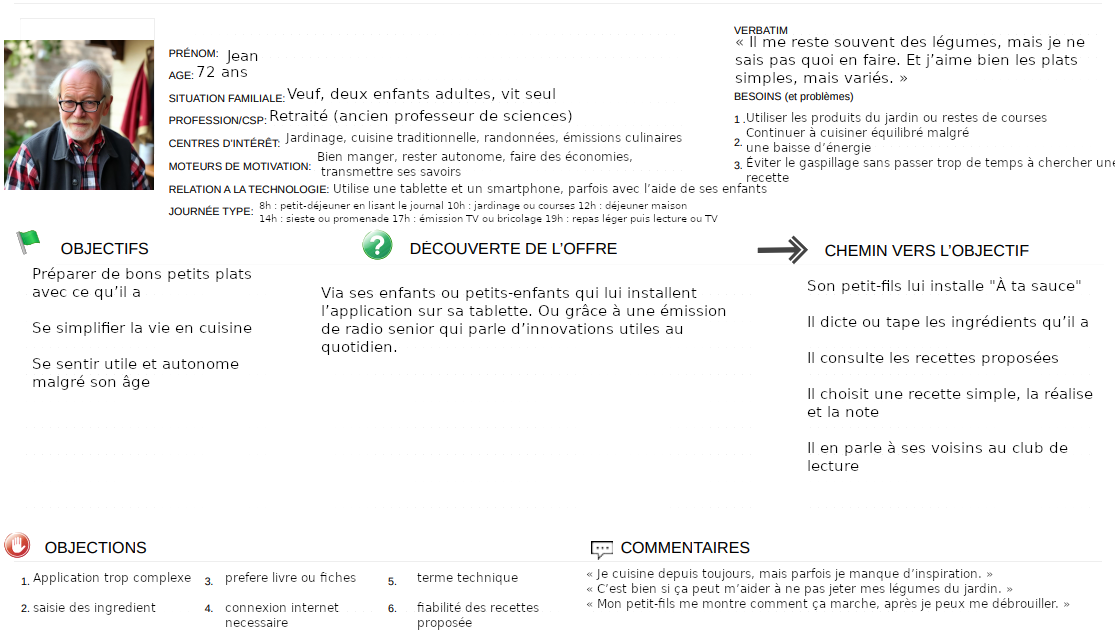 PRÉNOM: Jean
AGE: 72 ans
SITUATION FAMILIALE: Veuf, deux enfants adultes, vit seul
PROFESSION/CSP: Retraité (ancien professeur de sciences)
CENTRES D'INTÉRÊT: Jardinage, cuisine traditionnelle, randonnées, émissions culinaires
MOTEURS DE MOTIVATION: Bien manger, rester autonome, faire des économies,
transmettre ses savoirs
RELATION A LA TECHNOLOGIE: Utilise une tablette et un smartphone, parfois avec l'aide de ses enfants
JOURNÉE TYPE: 8h : petit-déjeuner en lisant le journal 10h : jardinage ou courses 12h : déjeuner maison
14h : sieste ou promenade 17h : émission TV ou bricolage 19h : repas léger puis lecture ou TV
VERBATIM
« Il me reste souvent des légumes, mais je ne
sais pas quoi en faire. Et j'aime bien les plats
simples, mais variés. »
BESOINS (et problèmes)
1 . Utiliser les produits du jardin ou restes de courses
Continuer à cuisiner équilibré malgré
2. une baisse d'énergie
3. Éviter le gaspillage sans passer trop de temps à chercher une
recette
OBJECTIFS
Préparer de bons petits plats
avec ce qu'il a
Se simplifier la vie en cuisine
Se sentir utile et autonome
malgré son âge
DÉCOUVERTE DE L'OFFRE
Via ses enfants ou petits-enfants qui lui installent
l'application sur sa tablette. Ou grâce à une émission
de radio senior qui parle d'innovations utiles au
quotidien.
CHEMIN VERS L'OBJECTIF
Son petit-fils lui installe "À ta sauce"
Il dicte ou tape les ingrédients qu'il a
Il consulte les recettes proposées
Il choisit une recette simple, la réalise
et la note
Il en parle à ses voisins au club de
lecture
OBJECTIONS
1. Application trop complexe
2. saisie des ingredient
3. prefere livre ou fiches
4. connexion internet
necessaire
5. terme technique
6. fiabilité des recettes
proposée
COMMENTAIRES
« Je cuisine depuis toujours, mais parfois je manque d'inspiration. »
« C'est bien si ça peut m'aider à ne pas jeter mes légumes du jardin. »
« Mon petit-fils me montre comment ça marche, après je peux me débrouiller. »